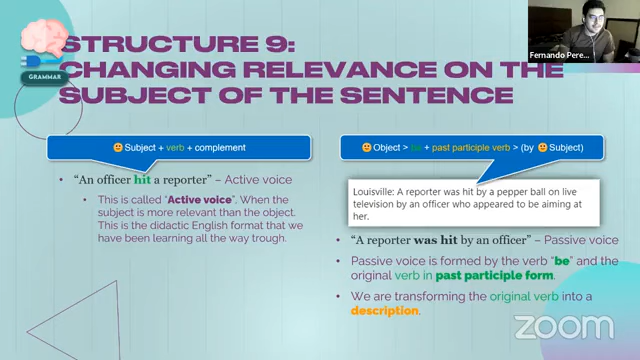 STRUCTURE 9:
CHANGING RELEVANCE ON THE
SUBJECT OF THE SENTENCE
GRAMMAR
Fernando Pere...
Subject + verb + complement
• "An officer hit a reporter" – Active voice
• This is called "Active voice". When the
subject is more relevant than the object.
This is the didactic English format that we
have been learning all the way trough.
Object > be + past participle verb > (by Subject)
Louisville: A reporter was hit by a pepper ball on live
television by an officer who appeared to be aiming at
her.
• "A reporter was hit by an officer" – Passive voice
• Passive voice is formed by the verb "be" and the
original verb in past participle form.
• We are transforming the original verb into a
description.
zoom